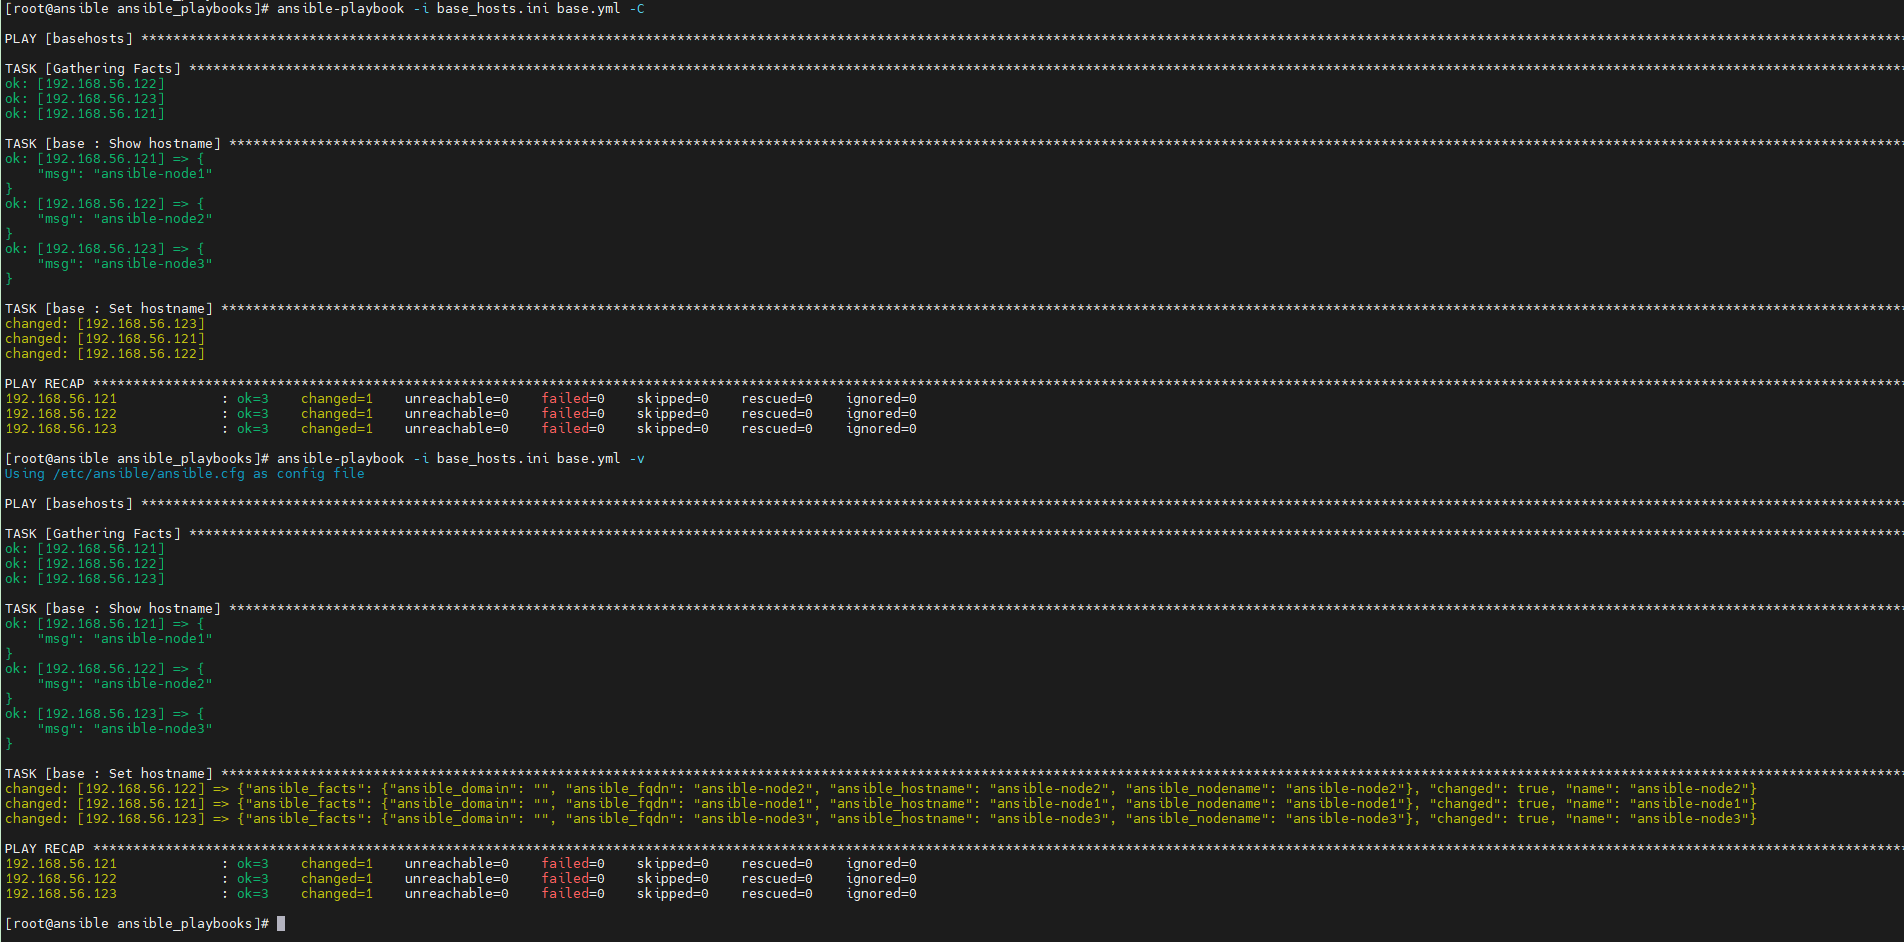 [root@ansible ansible_playbooks]# ansible-playbook -i base_hosts.ini base.yml -C
PLAY [basehosts] ****************************************************************************************************************************************************************************************************************************
TASK [Gathering Facts] **********************************************************************************************************************************************************************************************************************
ok: [192.168.56.122]
ok: [192.168.56.123]
ok: [192.168.56.121]
TASK [base : Show hostname] *****************************************************************************************************************************************************************************************************************
ok: [192.168.56.121] => {
    "msg": "ansible-node1"
}
ok: [192.168.56.122] => {
    "msg": "ansible-node2"
}
ok: [192.168.56.123] => {
    "msg": "ansible-node3"
}
TASK [base : Set hostname] ******************************************************************************************************************************************************************************************************************
changed: [192.168.56.123]
changed: [192.168.56.121]
changed: [192.168.56.122]
PLAY RECAP **********************************************************************************************************************************************************************************************************************************
192.168.56.121             : ok=3    changed=1    unreachable=0    failed=0    skipped=0    rescued=0    ignored=0
192.168.56.122             : ok=3    changed=1    unreachable=0    failed=0    skipped=0    rescued=0    ignored=0
192.168.56.123             : ok=3    changed=1    unreachable=0    failed=0    skipped=0    rescued=0    ignored=0
[root@ansible ansible_playbooks]# ansible-playbook -i base_hosts.ini base.yml -v
Using /etc/ansible/ansible.cfg as config file
PLAY [basehosts] ****************************************************************************************************************************************************************************************************************************
TASK [Gathering Facts] **********************************************************************************************************************************************************************************************************************
ok: [192.168.56.121]
ok: [192.168.56.122]
ok: [192.168.56.123]
TASK [base : Show hostname] *****************************************************************************************************************************************************************************************************************
ok: [192.168.56.121] => {
    "msg": "ansible-node1"
}
ok: [192.168.56.122] => {
    "msg": "ansible-node2"
}
ok: [192.168.56.123] => {
    "msg": "ansible-node3"
}
TASK [base : Set hostname] ******************************************************************************************************************************************************************************************************************
changed: [192.168.56.122] => {"ansible_facts": {"ansible_domain": "", "ansible_fqdn": "ansible-node2", "ansible_hostname": "ansible-node2", "ansible_nodename": "ansible-node2"}, "changed": true, "name": "ansible-node2"}
changed: [192.168.56.121] => {"ansible_facts": {"ansible_domain": "", "ansible_fqdn": "ansible-node1", "ansible_hostname": "ansible-node1", "ansible_nodename": "ansible-node1"}, "changed": true, "name": "ansible-node1"}
changed: [192.168.56.123] => {"ansible_facts": {"ansible_domain": "", "ansible_fqdn": "ansible-node3", "ansible_hostname": "ansible-node3", "ansible_nodename": "ansible-node3"}, "changed": true, "name": "ansible-node3"}
PLAY RECAP **********************************************************************************************************************************************************************************************************************************
192.168.56.121             : ok=3    changed=1    unreachable=0    failed=0    skipped=0    rescued=0    ignored=0
192.168.56.122             : ok=3    changed=1    unreachable=0    failed=0    skipped=0    rescued=0    ignored=0
192.168.56.123             : ok=3    changed=1    unreachable=0    failed=0    skipped=0    rescued=0    ignored=0
[root@ansible ansible_playbooks]#